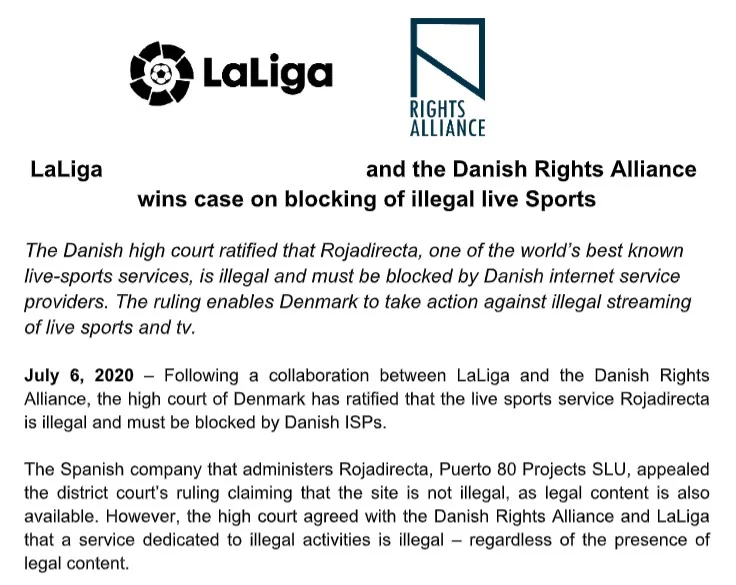 LaLiga
RIGHTS
ALLIANCE
LaLiga and the Danish Rights Alliance
wins case on blocking of illegal live Sports
The Danish high court ratified that Rojadirecta, one of the world's best known
live-sports services, is illegal and must be blocked by Danish internet service
providers. The ruling enables Denmark to take action against illegal streaming
of live sports and tv.
July 6, 2020 – Following a collaboration between LaLiga and the Danish Rights
Alliance, the high court of Denmark has ratified that the live sports service Rojadirecta
is illegal and must be blocked by Danish ISPs.
The Spanish company that administers Rojadirecta, Puerto 80 Projects SLU, appealed
the district court's ruling claiming that the site is not illegal, as legal content is also
available. However, the high court agreed with the Danish Rights Alliance and LaLiga
that a service dedicated to illegal activities is illegal – regardless of the presence of
legal content.